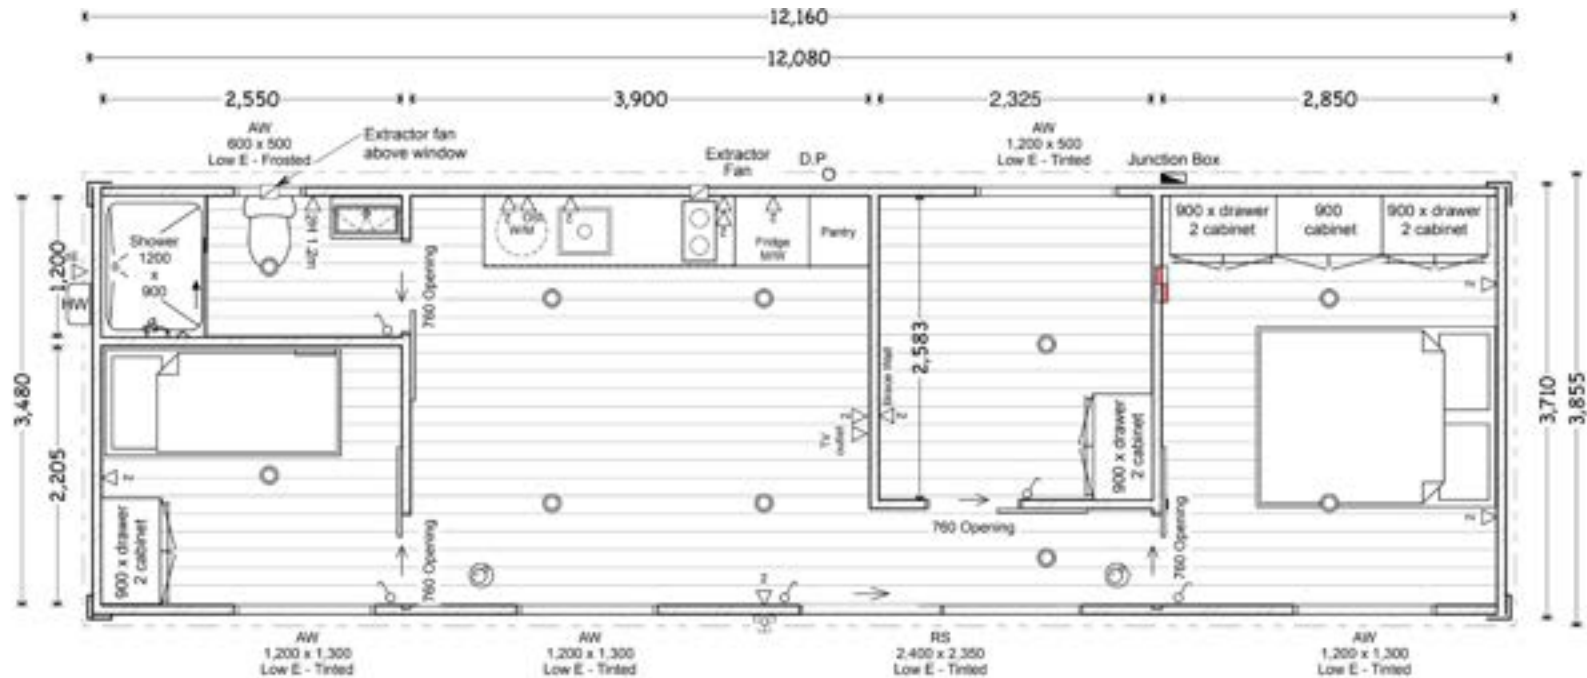 12,160
12,080
2,550
3,900
2,325
2,850
AW
600 x 500
Low E - Frosted
Extractor fan
above window
Extractor
Fan
D.P
AW
1,200 x 500
Low E - Tinted
Junction Box
Shower
1200
x
900
1,200
HW
2H 1.2m
760 Opening
W/M
Fridge
M/W
Pantry
2,583
Brace Wall
TV
outlet
900 x drawer
2 cabinet
900
cabinet
900 x drawer
2 cabinet
3,480
2,205
3,710
3,855
900 x drawer
2 cabinet
760 Opening
900 x drawer
2 cabinet
760 Opening
760 Opening
AW
1,200 x 1,300
Low E - Tinted
AW
1,200 x 1,300
Low E - Tinted
RS
2,400 x 2,350
Low E - Tinted
AW
1,200 x 1,300
Low E - Tinted